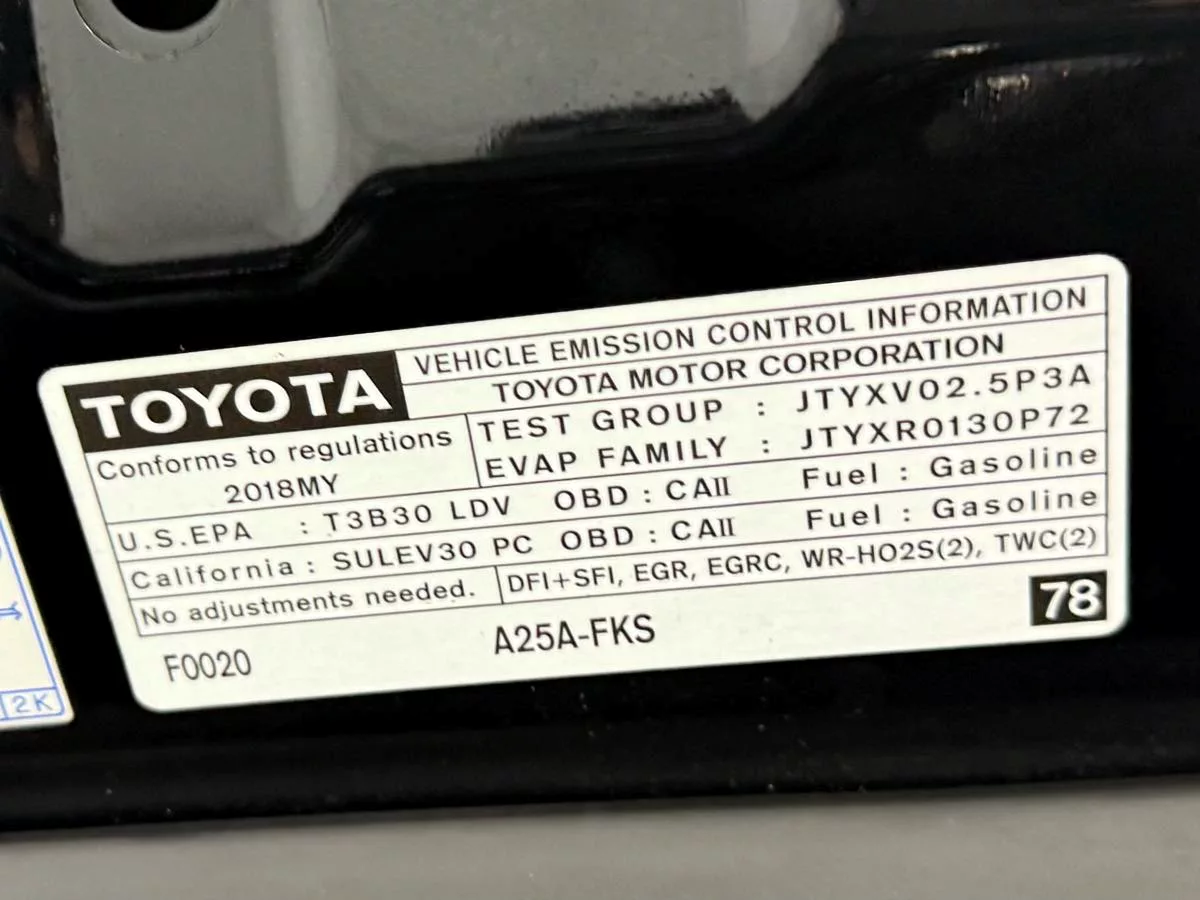 TOYOTA
VEHICLE EMISSION CONTROL INFORMATION
TOYOTA MOTOR CORPORATION
Conforms to regulations
2018MY
TEST GROUP : JTYXV02.5P3A
EVAP FAMILY : JTYXR0130P72
U.S.EPA : T3B30 LDV OBD : CAII Fuel : Gasoline
California : SULEV30 PC OBD : CAII Fuel : Gasoline
No adjustments needed. DFI+SFI, EGR, EGRC, WR-HO2S(2), TWC(2)
F0020 A25A-FKS 78
2K